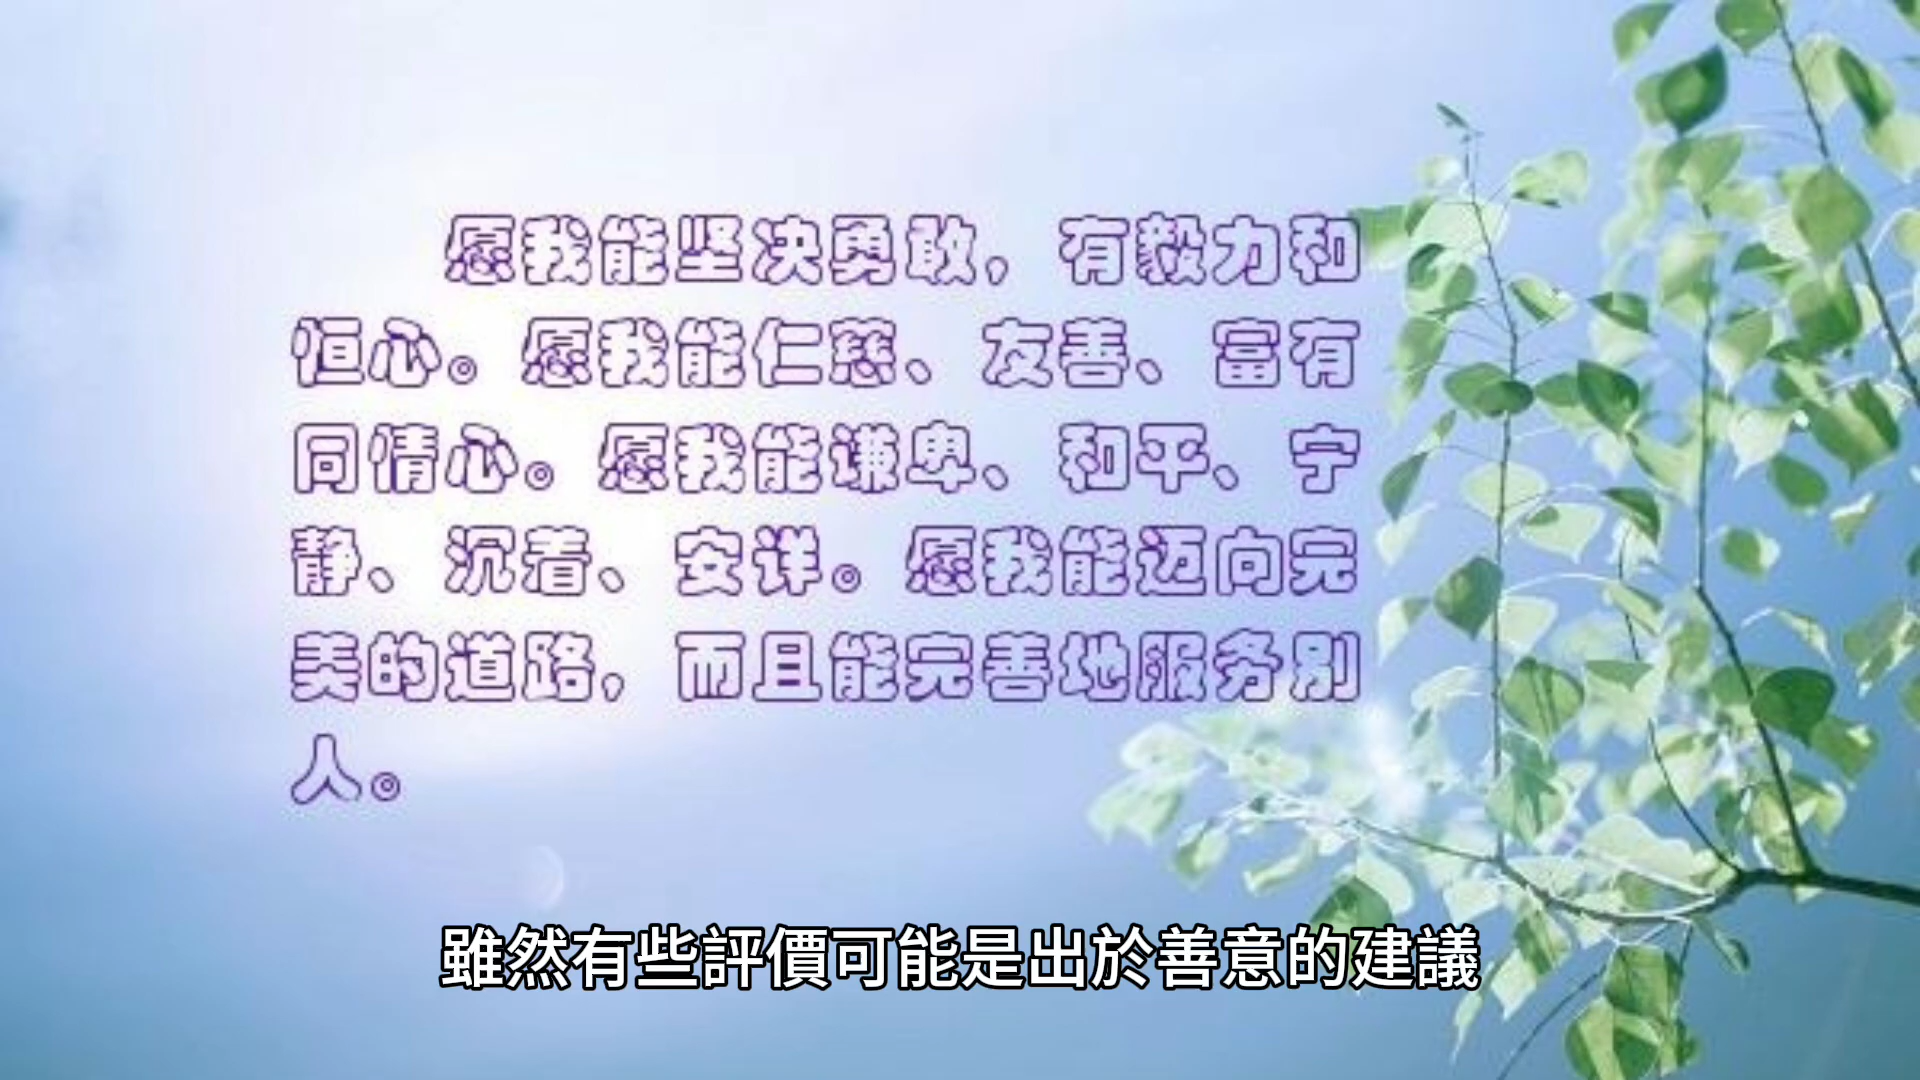 愿我能坚决勇敢，有毅力和
恒心。愿我能仁慈、友善、富有
同情心。愿我能谦卑、和平、宁
静、沉着、安详。愿我能迈向完
美的道路，而且能完善地服务别
人。
雖然有些評價可能是出於善意的建議